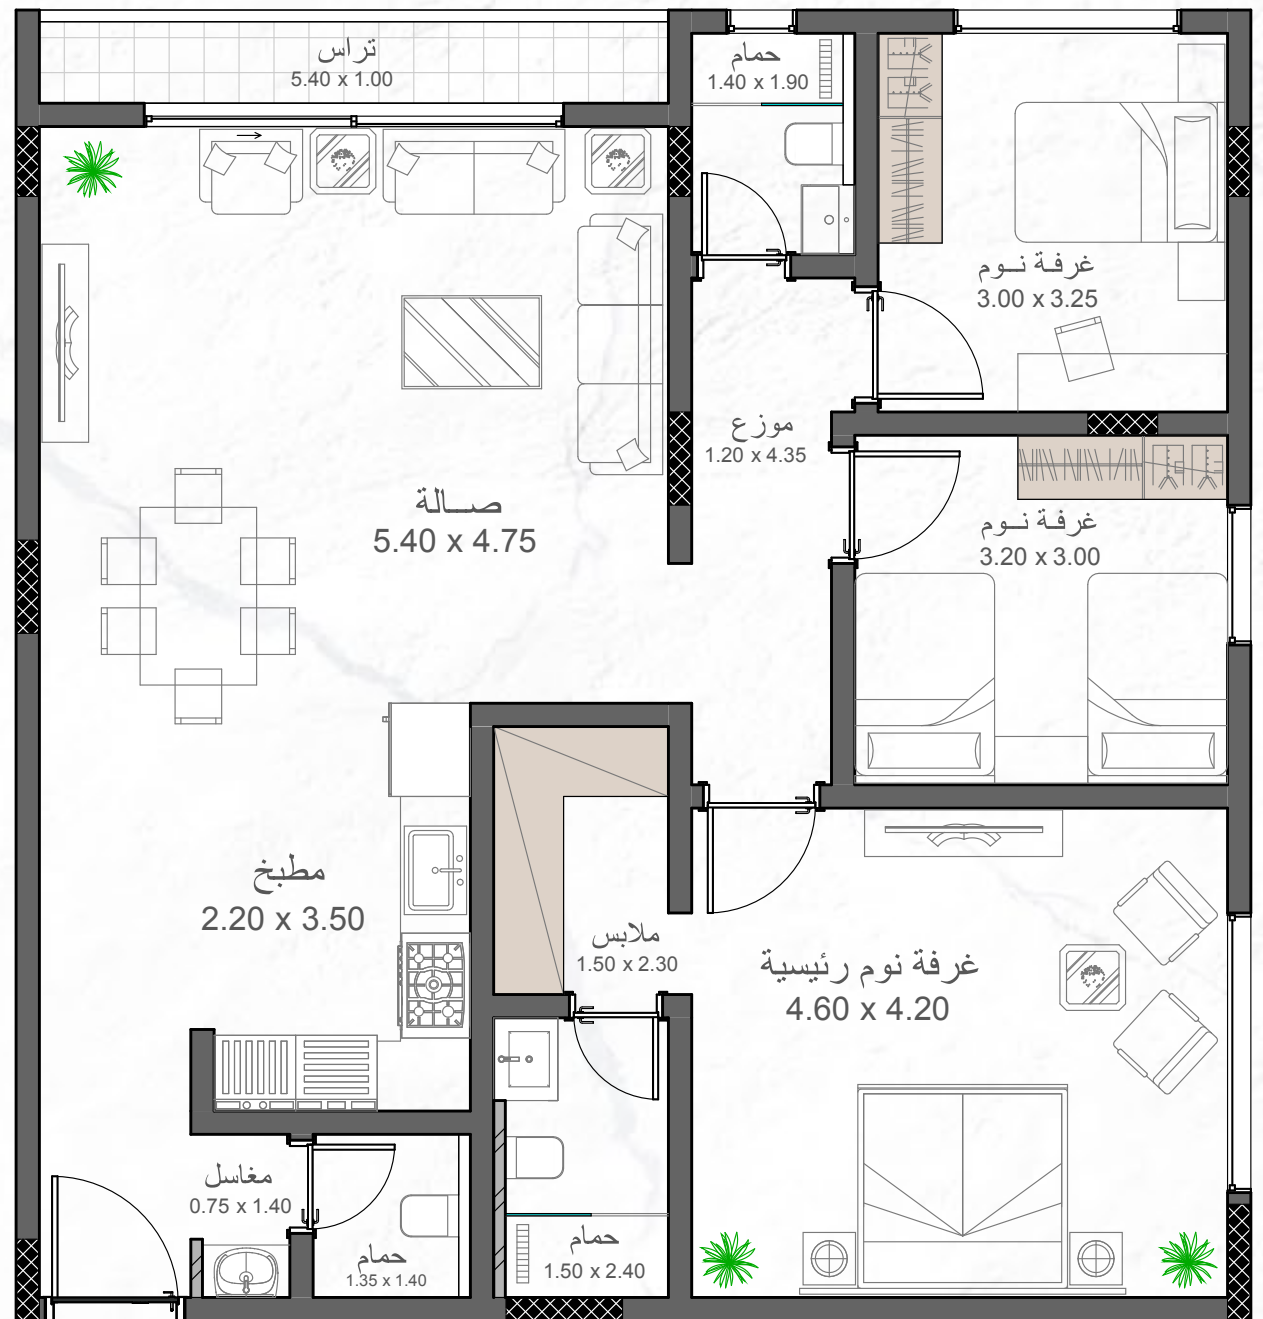 تراس
5.40 x 1.00
حمام
1.40 x 1.90
غرفة نوم
3.00 x 3.25
موزع
1.20 x 4.35
صالة
5.40 x 4.75
غرفة نوم
3.20 x 3.00
مطبخ
2.20 x 3.50
ملابس
1.50 x 2.30
غرفة نوم رئيسية
4.60 x 4.20
مغاسل
0.75 x 1.40
حمام
1.35 x 1.40
حمام
1.50 x 2.40